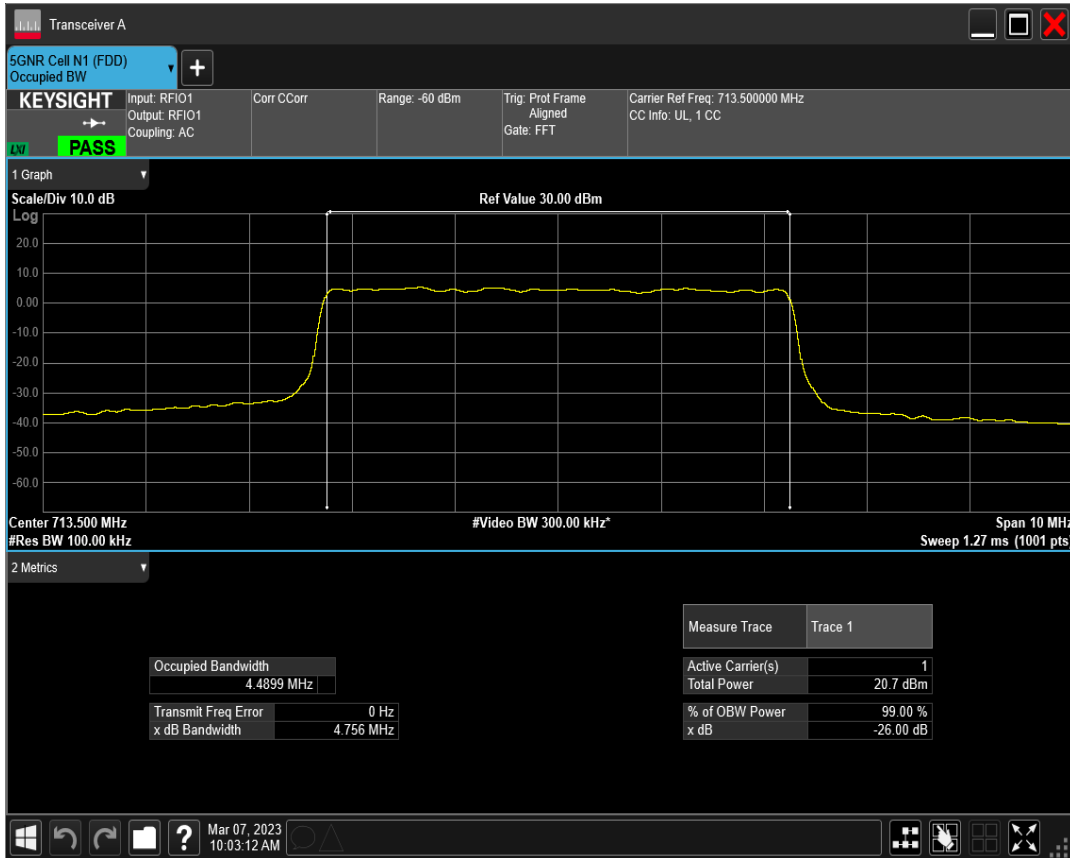 Transceiver A
5GNR Cell N1 (FDD)
Occupied BW
+
KEYSIGHT
LXI
PASS
Input: RFIO1
Output: RFIO1
Coupling: AC
Corr CCorr
Range: -60 dBm
Trig: Prot Frame
Aligned
Gate: FFT
Carrier Ref Freq: 713.500000 MHz
CC Info: UL, 1 CC
1 Graph
Scale/Div 10.0 dB
Ref Value 30.00 dBm
Log
20.0
10.0
0.00
-10.0
-20.0
-30.0
-40.0
-50.0
-60.0
Center 713.500 MHz
#Video BW 300.00 kHz*
Span 10 MHz
#Res BW 100.00 kHz
Sweep 1.27 ms (1001 pts)
2 Metrics
Measure Trace Trace 1
Occupied Bandwidth
4.4899 MHz
Transmit Freq Error 0 Hz
x dB Bandwidth 4.756 MHz
Active Carrier(s) 1
Total Power 20.7 dBm
% of OBW Power 99.00 %
x dB -26.00 dB
?
Mar 07, 2023
10:03:12 AM